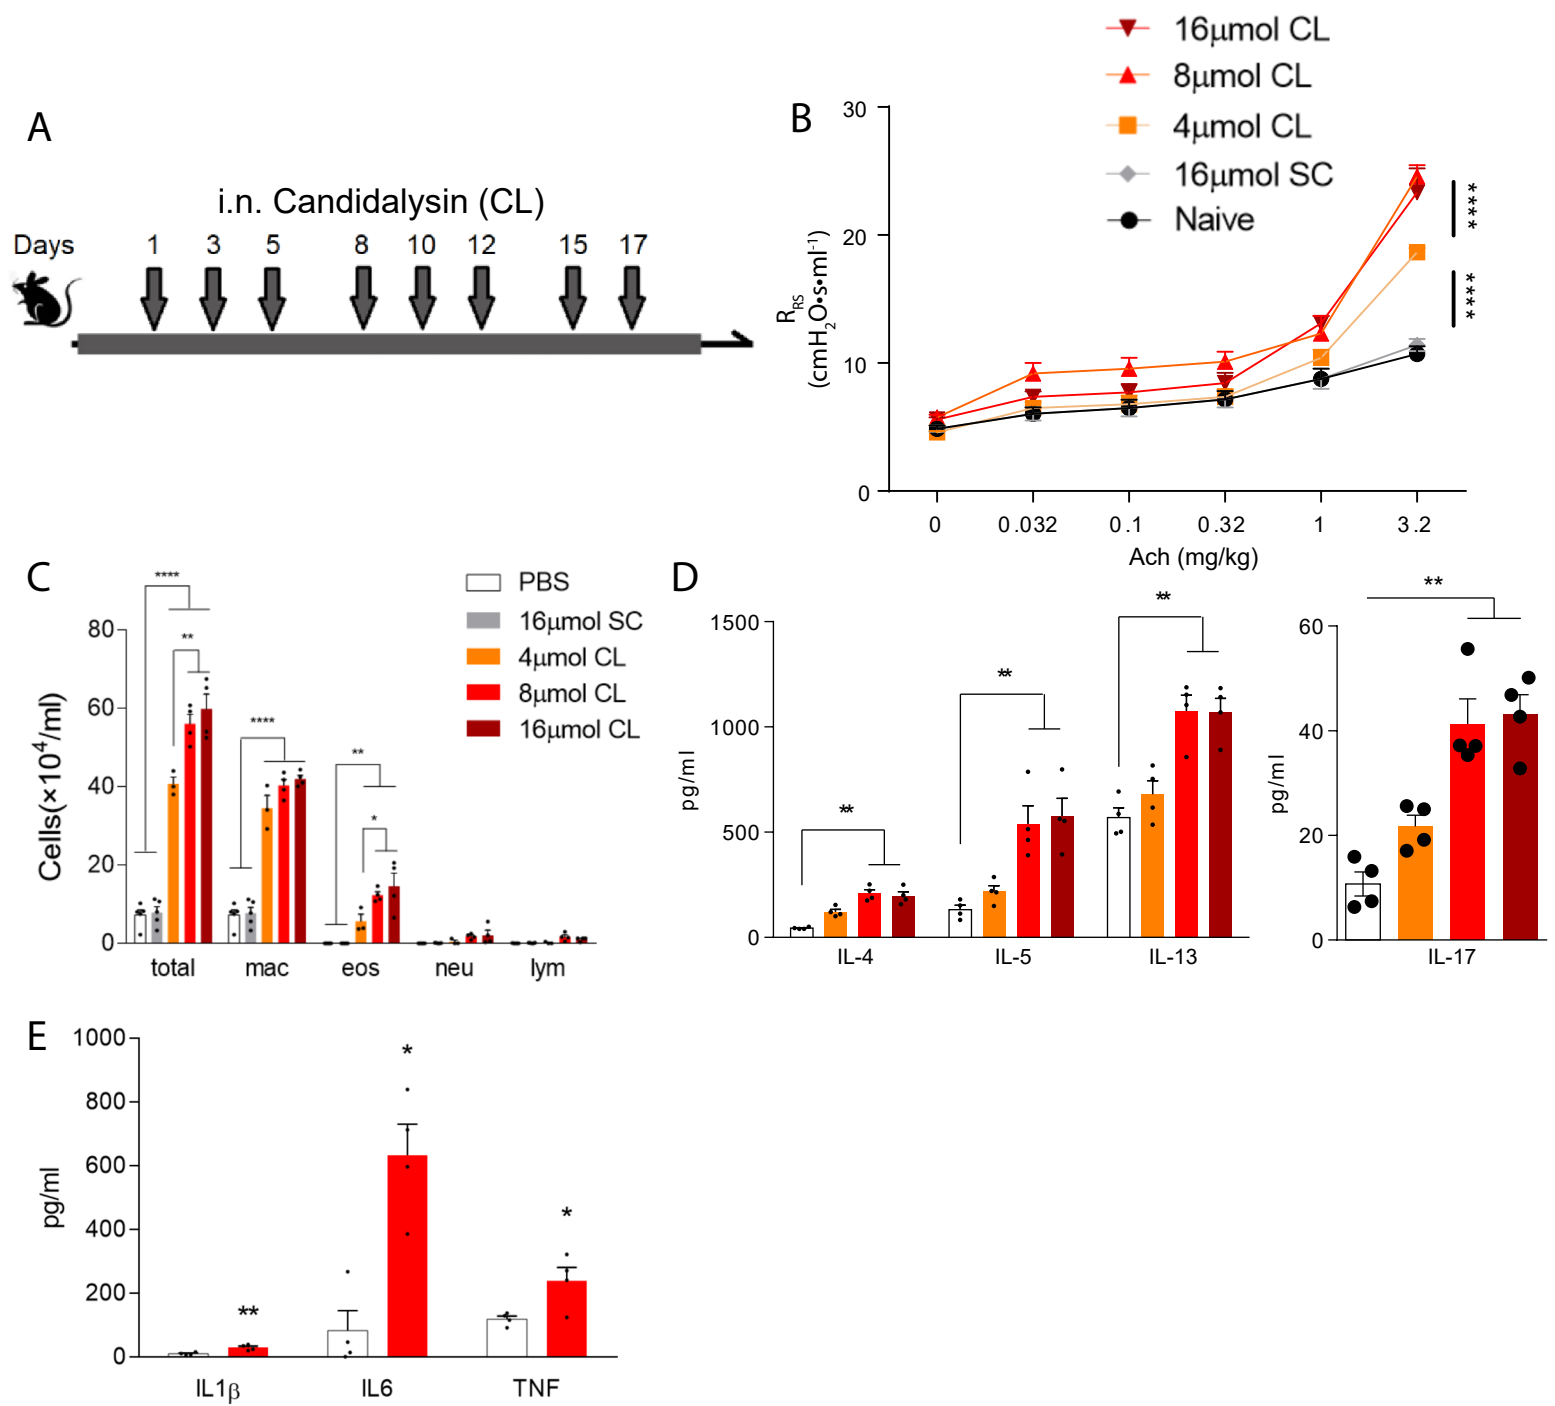 A
i.n. Candidalysin (CL)
Days 1 3 5 8 10 12 15 17
B
16μmol CL
8μmol CL
4μmol CL
16μmol SC
Naive
30
20
10
0
R_RS
(cmH2O•s•ml-1)
****
****
0 0.032 0.1 0.32 1 3.2
Ach (mg/kg)
C
PBS
16μmol SC
4μmol CL
8μmol CL
16μmol CL
Cells(×10^4/ml)
80
60
40
20
0
****
**
****
**
*
total mac eos neu lym
D
pg/ml
1500
1000
500
0
**
**
**
IL-4 IL-5 IL-13
pg/ml
60
40
20
0
**
IL-17
E
pg/ml
1000
800
600
400
200
0
**
*
*
IL1β IL6 TNF